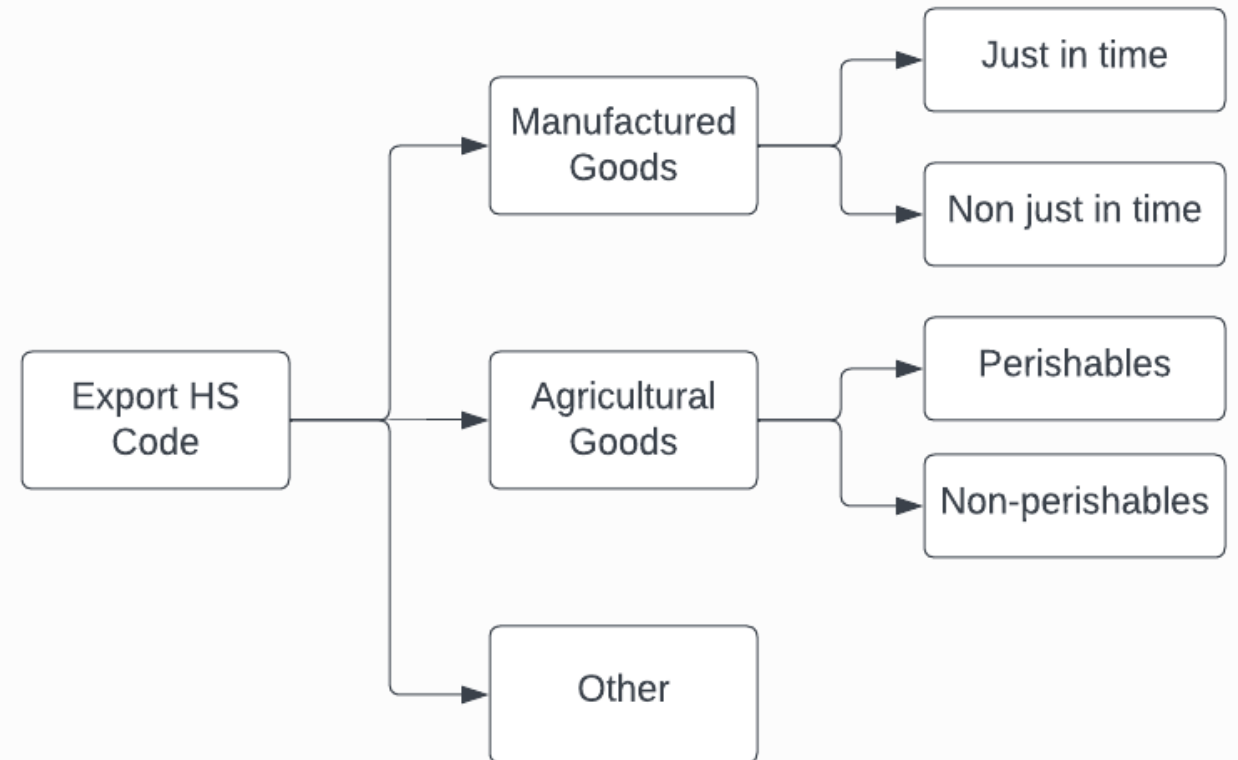 Just in time
Manufactured
Goods
Non just in time
Export HS
Code
Agricultural
Goods
Perishables
Non-perishables
Other